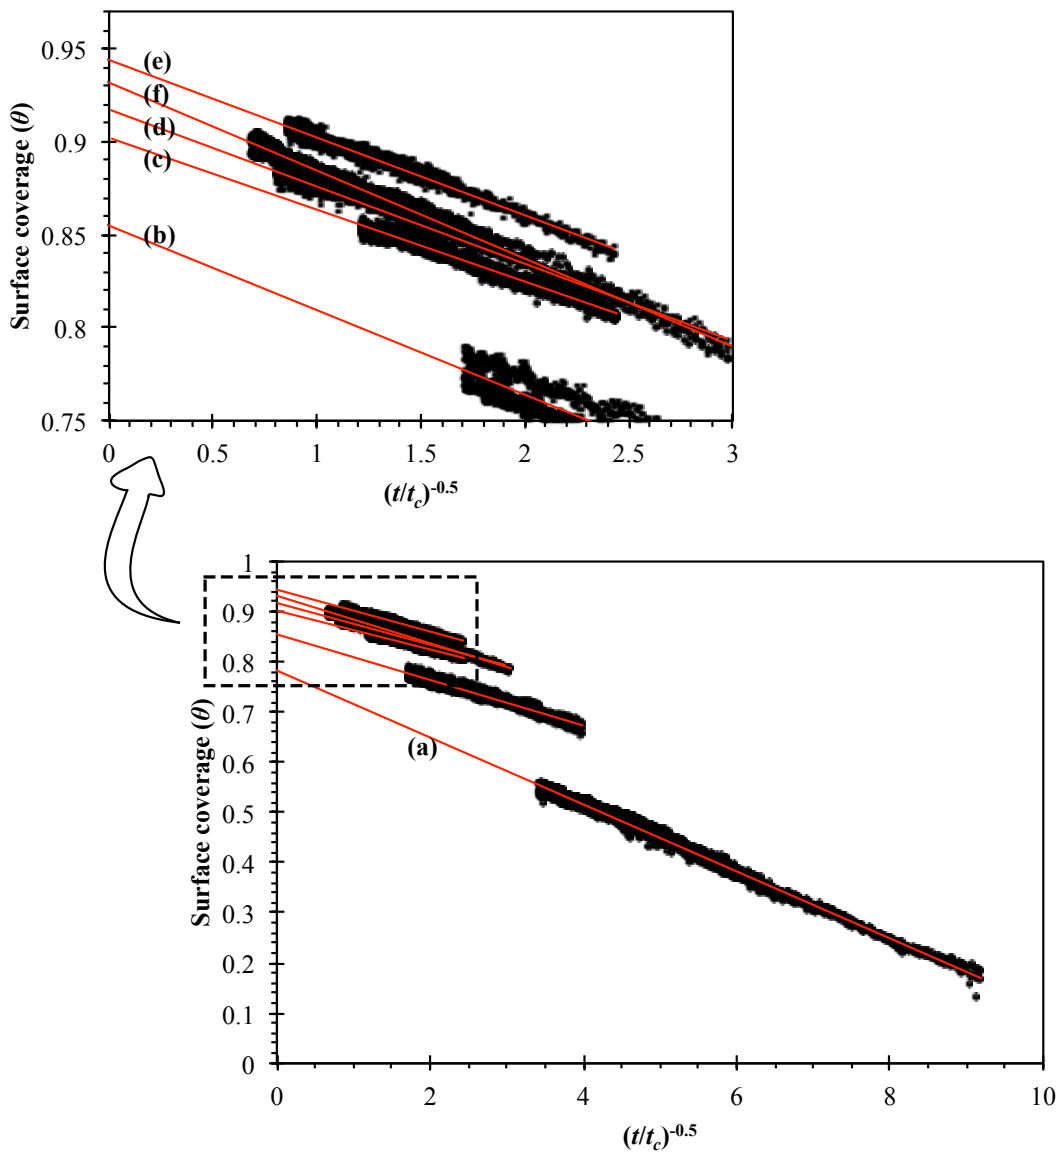 0.95
0.9
0.85
0.8
0.75
Surface coverage (θ)
(e)
(f)
(d)
(c)
(b)
0 0.5 1 1.5 2 2.5 3
(t/tc)-0.5
1
0.9
0.8
0.7
0.6
0.5
0.4
0.3
0.2
0.1
0
Surface coverage (θ)
(a)
0 2 4 6 8 10
(t/tc)-0.5